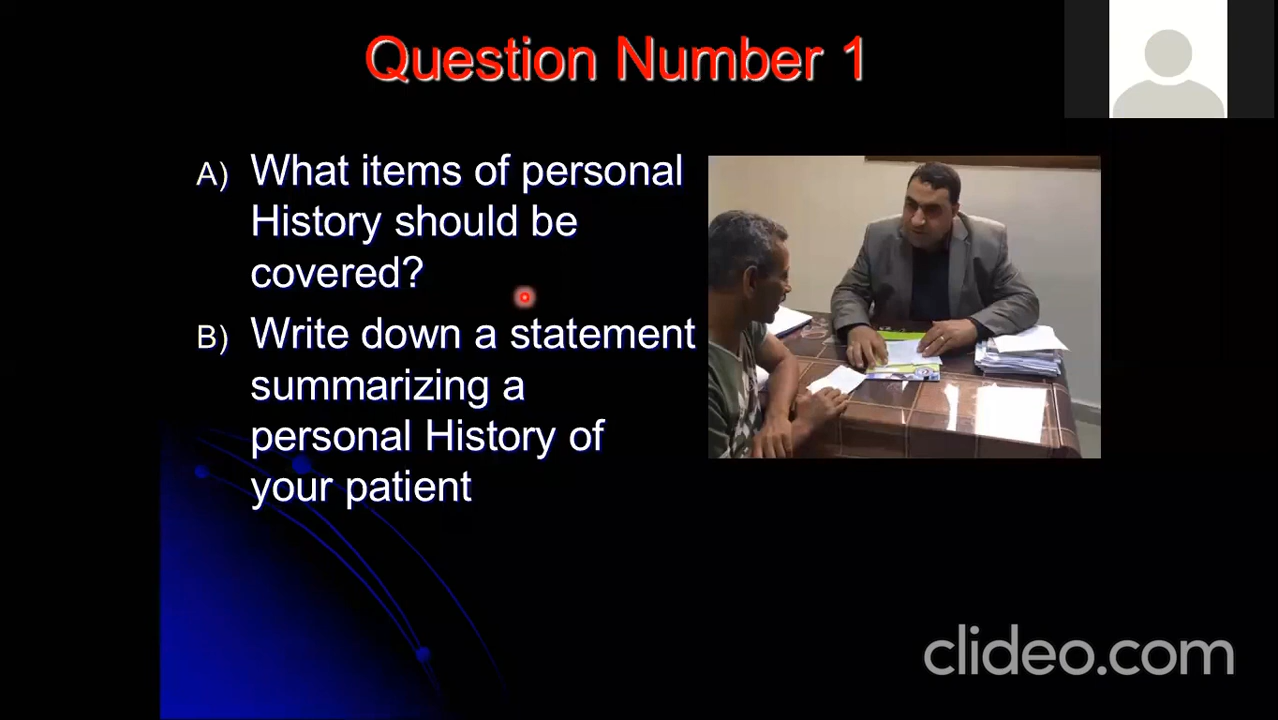 Question Number 1
A) What items of personal
History should be
covered?
B) Write down a statement
summarizing a
personal History of
your patient
clideo.com